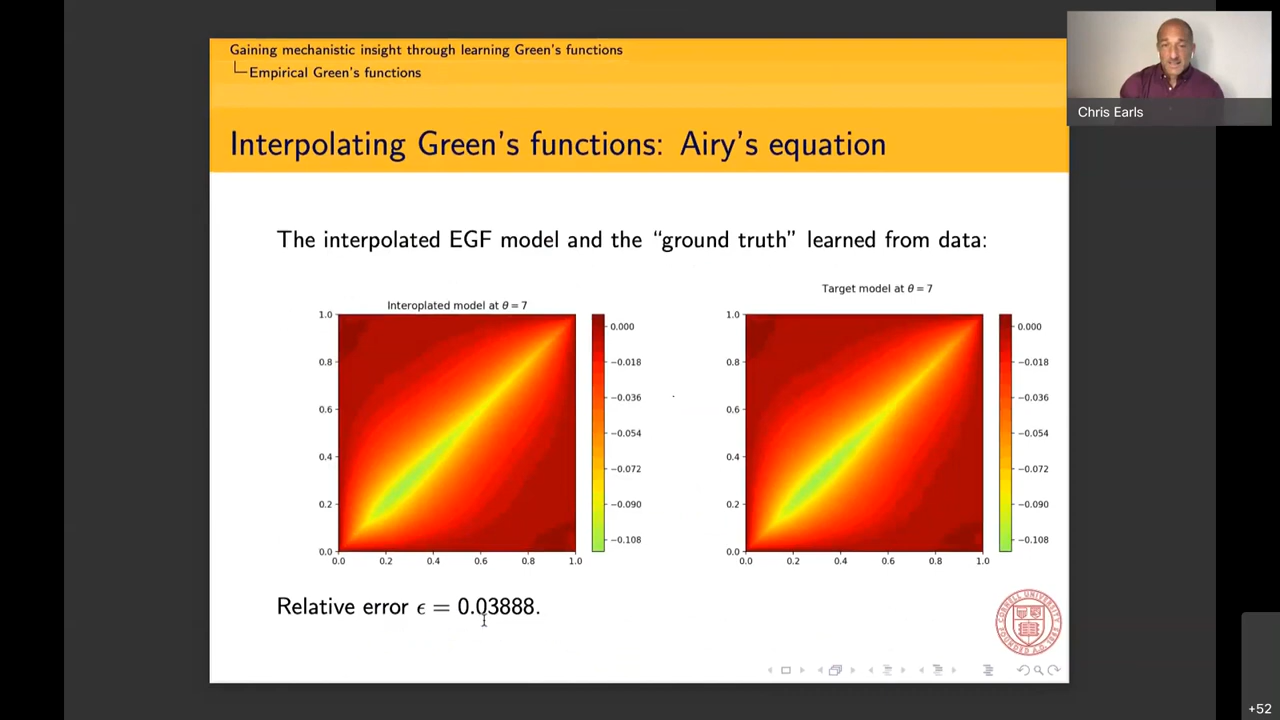 Gaining mechanistic insight through learning Green's functions
Empirical Green's functions
Chris Earls
Interpolating Green's functions: Airy's equation
The interpolated EGF model and the “ground truth” learned from data:
Interoplated model at θ = 7
1.0
0.8
0.6
0.4
0.2
0.0
0.0 0.2 0.4 0.6 0.8 1.0
0.000
−0.018
−0.036
−0.054
−0.072
−0.090
−0.108
Target model at θ = 7
1.0
0.8
0.6
0.4
0.2
0.0
0.0 0.2 0.4 0.6 0.8 1.0
0.000
−0.018
−0.036
−0.054
−0.072
−0.090
−0.108
Relative error ϵ = 0.03888.
CORNELL UNIVERSITY
+52